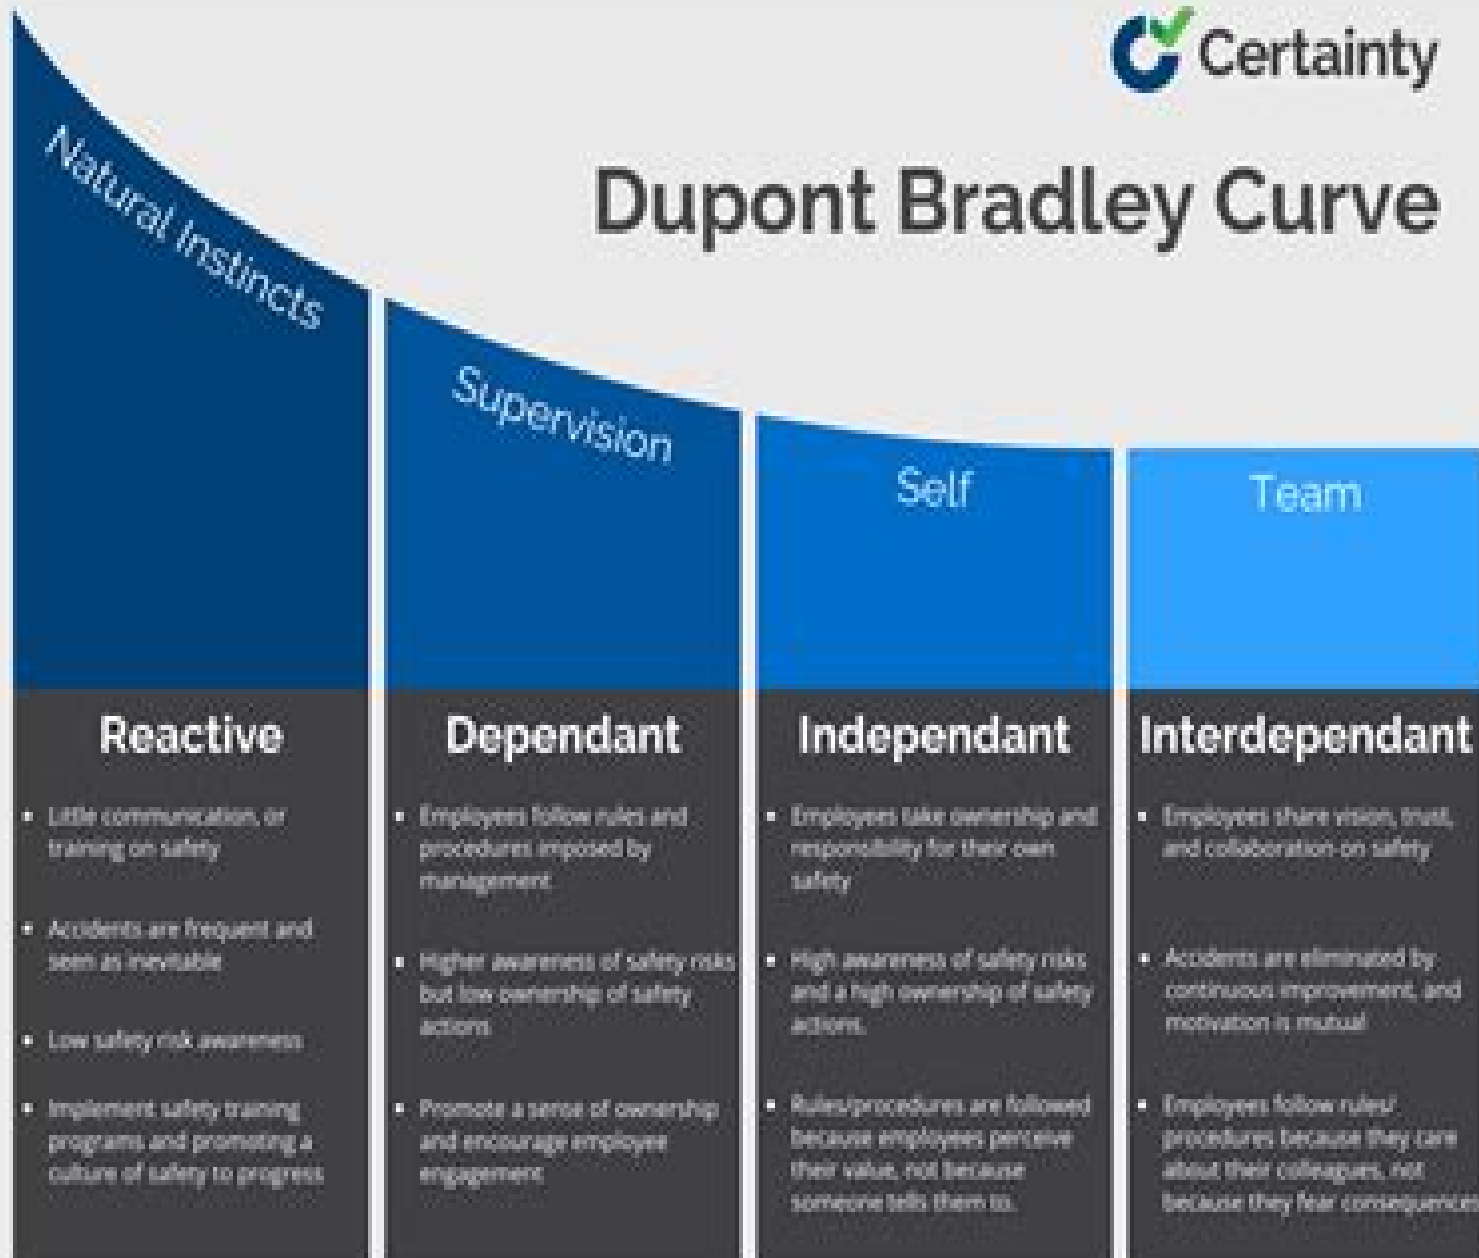 Certainty
Dupont Bradley Curve
Natural Instincts
Supervision
Self
Team
Reactive
• Little communication, or
training on safety
• Accidents are frequent and
seen as inevitable
• Low safety risk awareness
• Implement safety training
programs and promoting a
culture of safety to progress
Dependant
• Employees follow rules and
procedures imposed by
management
• Higher awareness of safety risks
but low ownership of safety
actions
• Promote a sense of ownership
and encourage employee
engagement
Independant
• Employees take ownership and
responsibility for their own
safety
• High awareness of safety risks
and a high ownership of safety
actions.
• Rules/procedures are followed
because employees perceive
their value, not because
someone tells them to.
Interdependant
• Employees share vision, trust,
and collaboration on safety
• Accidents are eliminated by
continuous improvement, and
motivation is mutual
• Employees follow rules/
procedures because they care
about their colleagues, not
because they fear consequences